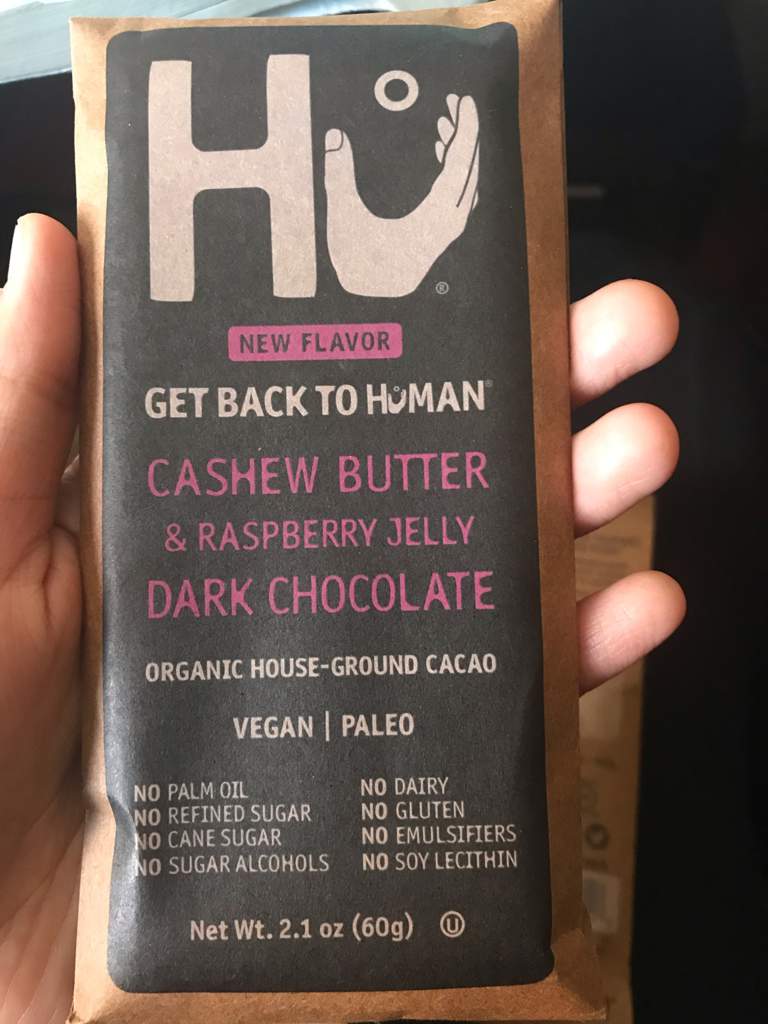 HU
®
NEW FLAVOR
GET BACK TO HUMAN®
CASHEW BUTTER
& RASPBERRY JELLY
DARK CHOCOLATE
ORGANIC HOUSE-GROUND CACAO
VEGAN | PALEO
NO PALM OIL NO DAIRY
NO REFINED SUGAR NO GLUTEN
NO CANE SUGAR NO EMULSIFIERS
NO SUGAR ALCOHOLS NO SOY LECITHIN
Net Wt. 2.1 oz (60g) Ⓤ